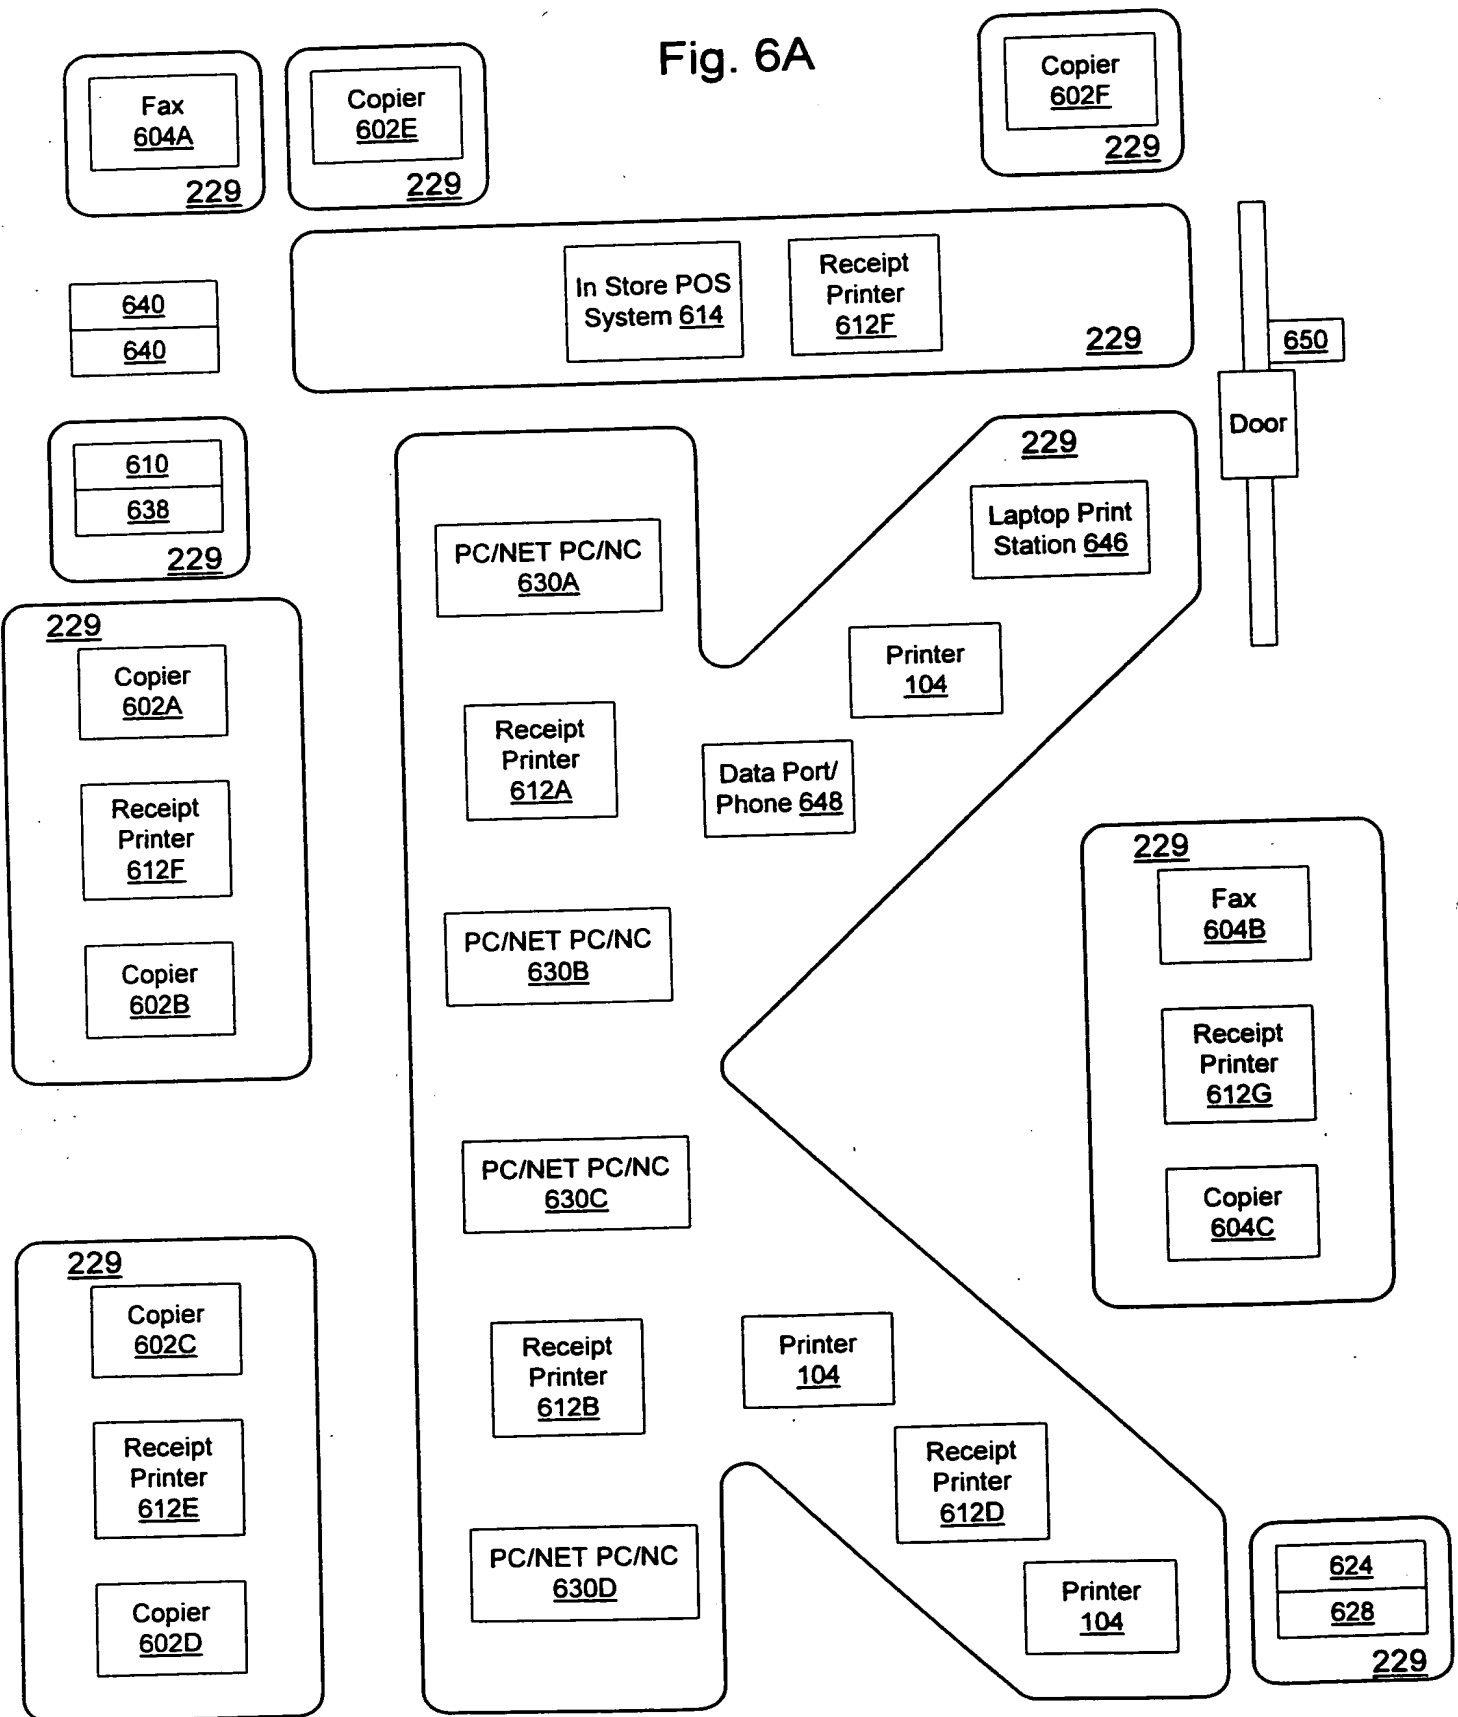 Fig. 6A
Fax
604A
229
Copier
602E
229
Copier
602F
229
In Store POS
System 614
Receipt
Printer
612F
229
640
640
650
Door
610
638
229
229
Laptop Print
Station 646
PC/NET PC/NC
630A
Printer
104
Receipt
Printer
612A
Data Port/
Phone 648
PC/NET PC/NC
630B
PC/NET PC/NC
630C
Receipt
Printer
612B
Printer
104
Receipt
Printer
612D
PC/NET PC/NC
630D
Printer
104
229
Copier
602A
Receipt
Printer
612F
Copier
602B
229
Fax
604B
Receipt
Printer
612G
Copier
604C
229
Copier
602C
Receipt
Printer
612E
Copier
602D
624
628
229